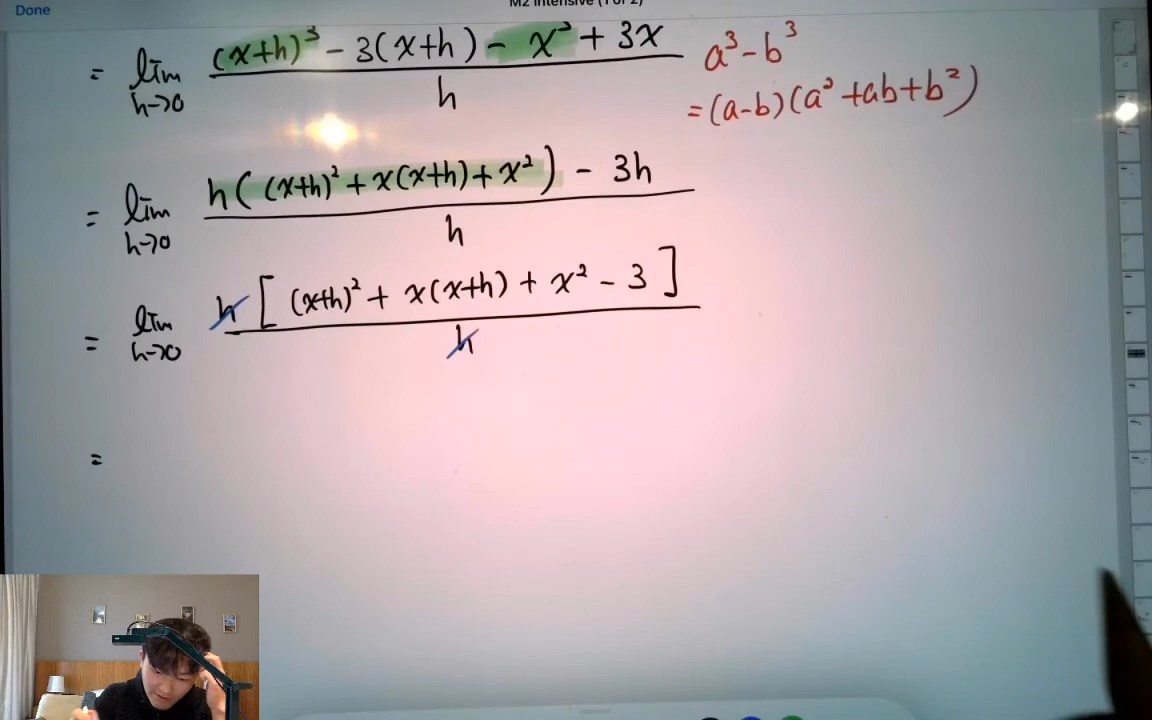 Done
M2 Intensive (1 of 2)
= lim h→0 (x+h)³ - 3(x+h) - x³ + 3x / h
a³-b³
=(a-b)(a²+ab+b²)
= lim h→0 h((x+h)²+x(x+h)+x²) - 3h / h
= lim h→0 h[(x+h)²+ x(x+h) + x² - 3] / h
=